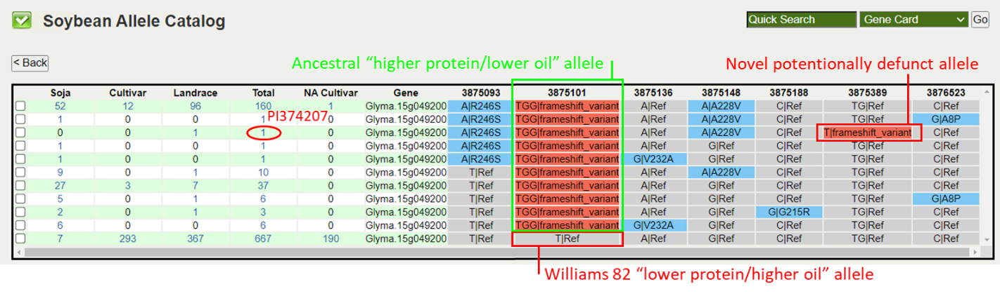 Soybean Allele Catalog
Quick Search
Gene Card
Go
< Back
Ancestral “higher protein/lower oil” allele
Novel potentionally defunct allele
Soja Cultivar Landrace Total NA Cultivar Gene 3875093 3875101 3875136 3875148 3875188 3875389 3876523
52 12 96 160 1 Glyma.15g049200 A|R246S TGG|frameshift_variant A|Ref A|A228V C|Ref TG|Ref C|Ref
PI374207
1 0 0 1 0 Glyma.15g049200 A|R246S TGG|frameshift_variant A|Ref A|A228V C|Ref TG|Ref G|A8P
0 0 1 1 0 Glyma.15g049200 A|R246S TGG|frameshift_variant A|Ref A|A228V C|Ref T|frameshift_variant C|Ref
1 0 0 1 0 Glyma.15g049200 A|R246S TGG|frameshift_variant A|Ref G|Ref C|Ref TG|Ref C|Ref
1 0 0 1 0 Glyma.15g049200 A|R246S TGG|frameshift_variant G|V232A G|Ref C|Ref TG|Ref C|Ref
9 0 1 10 0 Glyma.15g049200 T|Ref TGG|frameshift_variant A|Ref A|A228V C|Ref TG|Ref C|Ref
27 3 7 37 0 Glyma.15g049200 T|Ref TGG|frameshift_variant A|Ref G|Ref C|Ref TG|Ref C|Ref
5 0 1 6 0 Glyma.15g049200 T|Ref TGG|frameshift_variant A|Ref G|Ref C|Ref TG|Ref G|A8P
2 0 1 3 0 Glyma.15g049200 T|Ref TGG|frameshift_variant A|Ref G|Ref G|G215R TG|Ref C|Ref
6 0 0 6 0 Glyma.15g049200 T|Ref TGG|frameshift_variant G|V232A G|Ref C|Ref TG|Ref C|Ref
7 293 367 667 190 Glyma.15g049200 T|Ref T|Ref A|Ref G|Ref C|Ref TG|Ref C|Ref
Williams 82 “lower protein/higher oil” allele